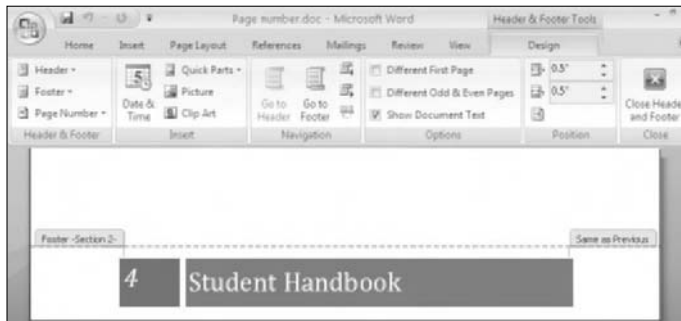 Page number.doc - Microsoft Word
Header & Footer Tools
Home Insert Page Layout References Mailings Review View Design
Header
Footer
Page Number
Header & Footer
5
Date & Time
Quick Parts
Picture
Clip Art
Insert
Go to Header
Go to Footer
Navigation
Different First Page
Different Odd & Even Pages
Show Document Text
Options
0.5"
0.5"
Position
Close Heade
and Footer
Close
Footer -Section 2-
Same as Previous
4 Student Handbook